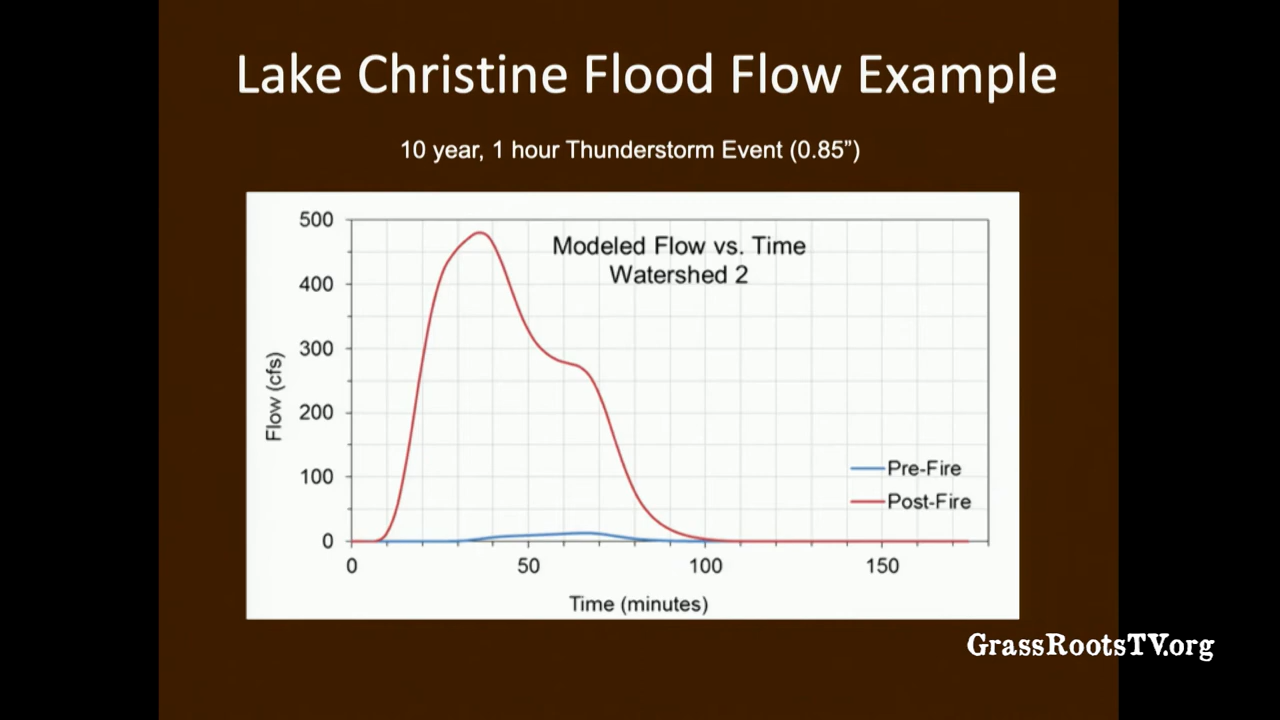 Lake Christine Flood Flow Example
10 year, 1 hour Thunderstorm Event (0.85”)
Modeled Flow vs. Time
Watershed 2
500
400
300
200
100
0
Flow (cfs)
Pre-Fire
Post-Fire
0 50 100 150
Time (minutes)
GrassRootsTV.org